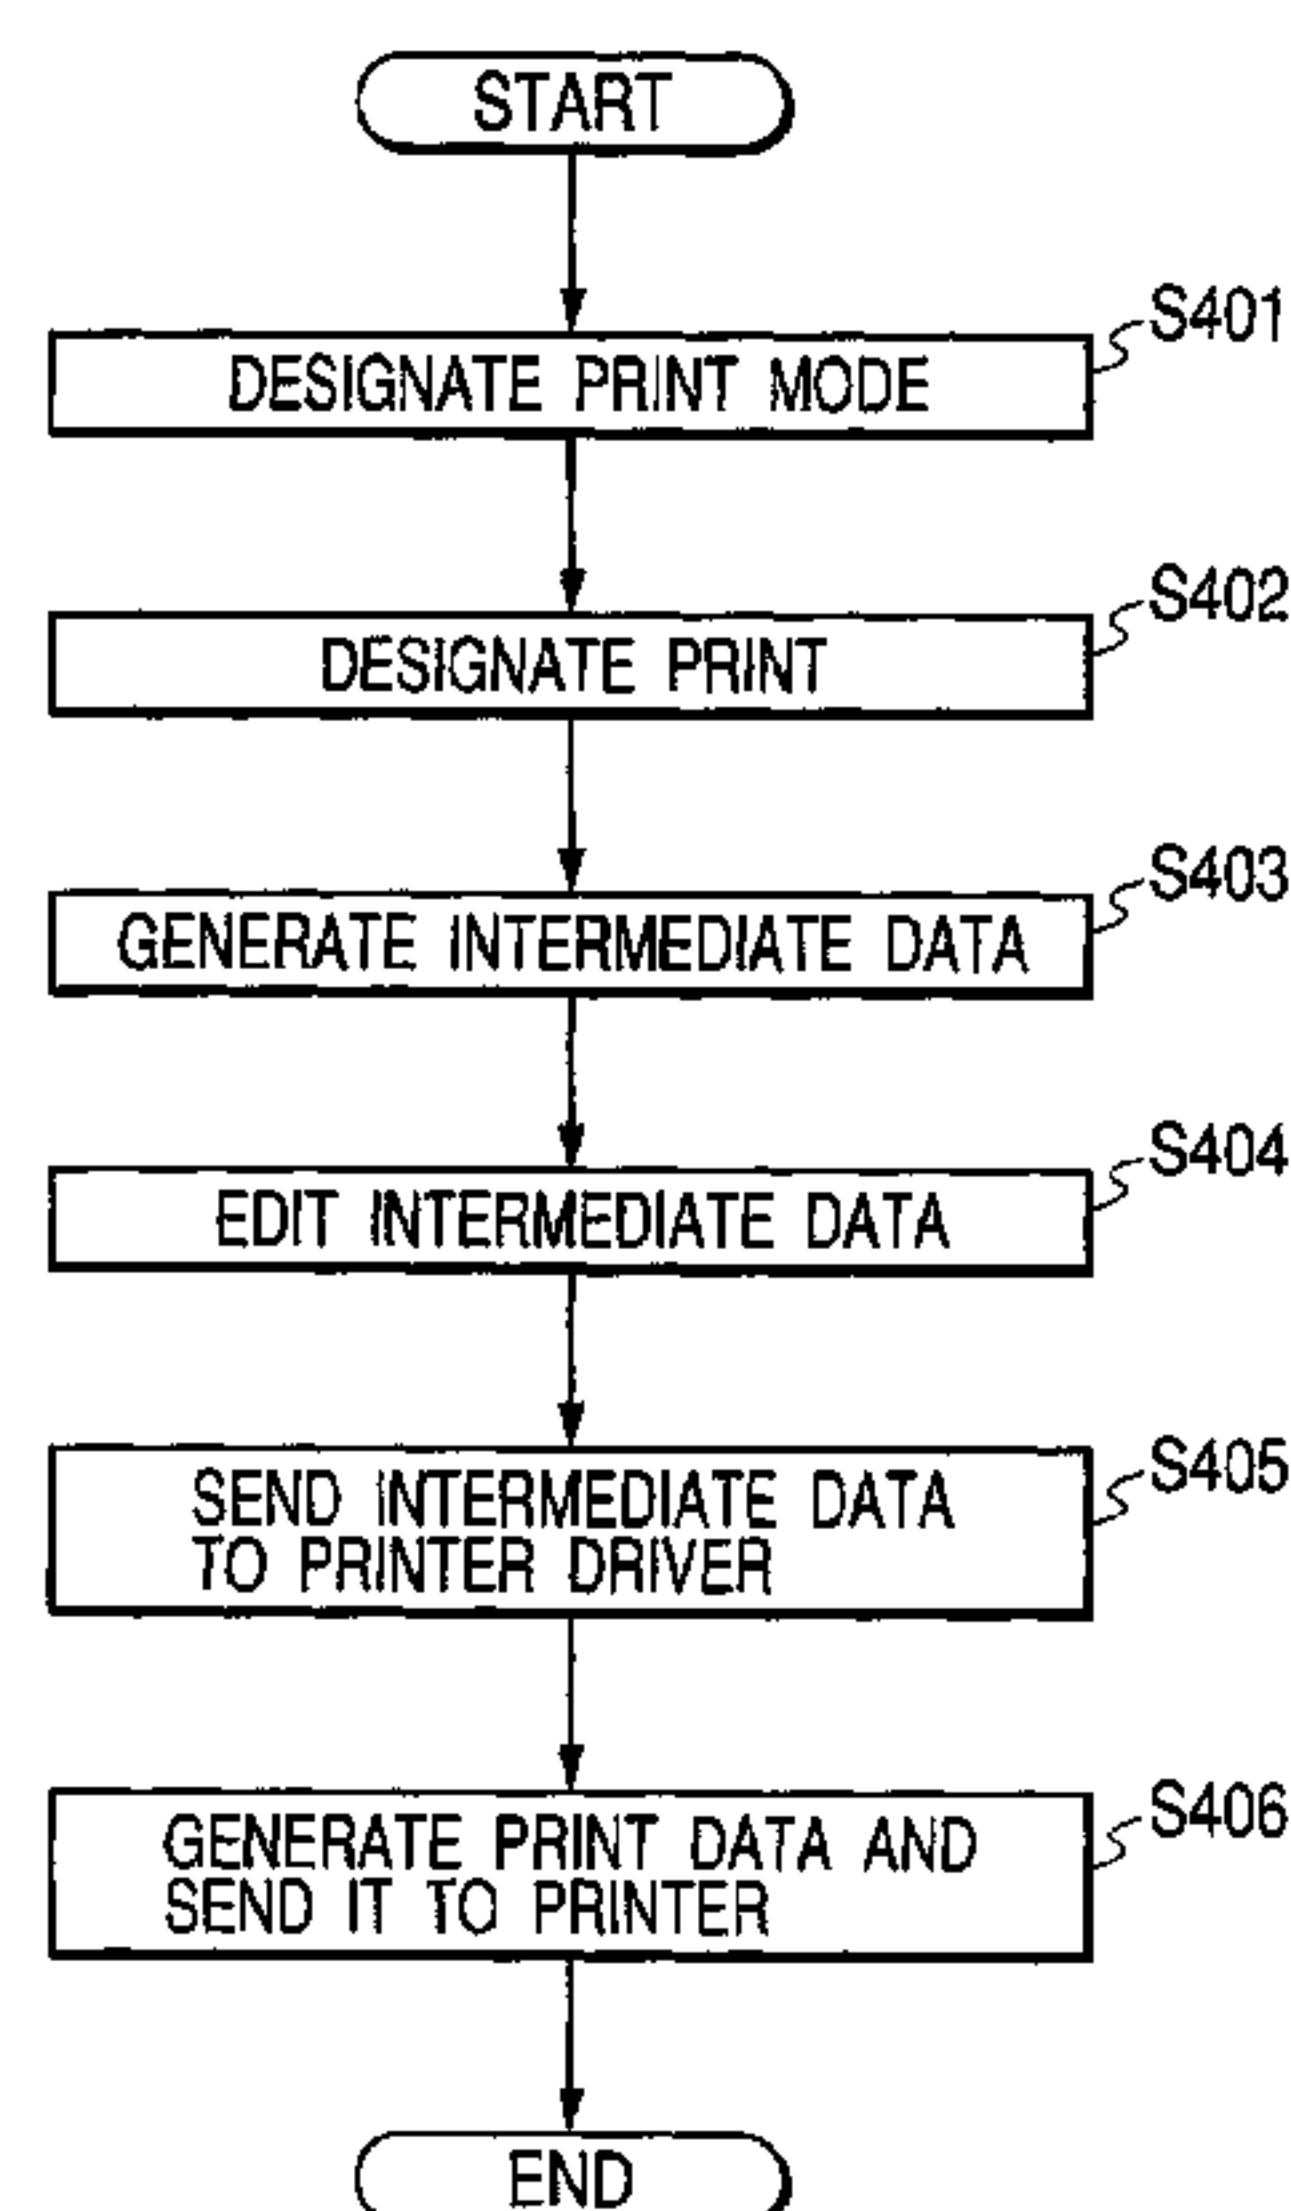 START
S401
DESIGNATE PRINT MODE
S402
DESIGNATE PRINT
S403
GENERATE INTERMEDIATE DATA
S404
EDIT INTERMEDIATE DATA
S405
SEND INTERMEDIATE DATA
TO PRINTER DRIVER
S406
GENERATE PRINT DATA AND
SEND IT TO PRINTER
END